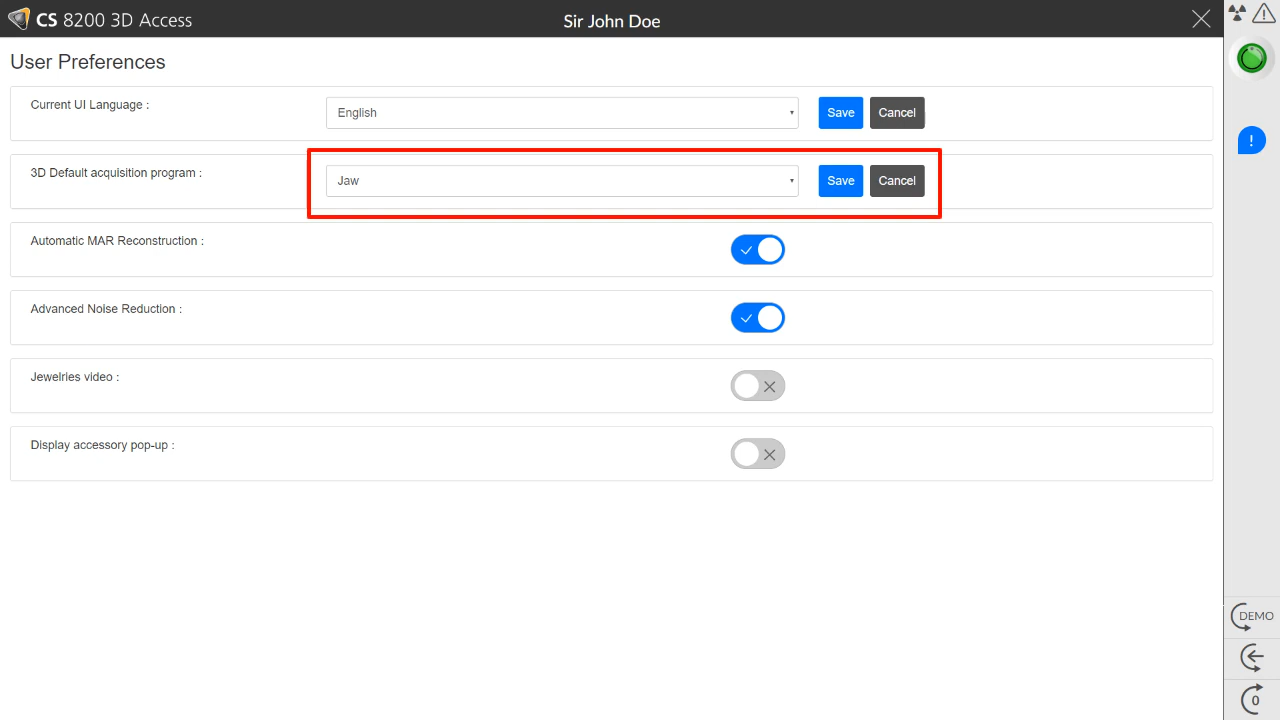 CS 8200 3D Access
Sir John Doe
User Preferences
Current UI Language :
English
Save
Cancel
3D Default acquisition program :
Jaw
Save
Cancel
Automatic MAR Reconstruction :
Advanced Noise Reduction :
Jewelries video :
Display accessory pop-up :
!
DEMO
0